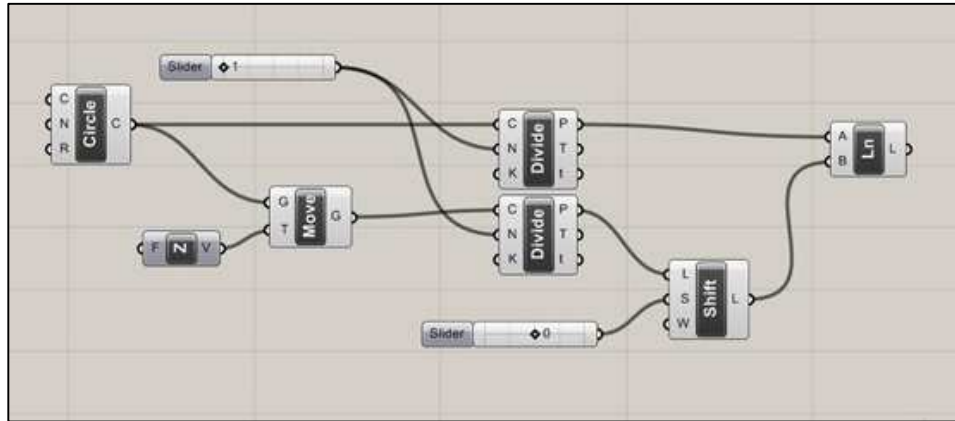 Slider 1
C
N
R
Circle
C
C
N
K
Divide
P
T
t
A
B
Ln
L
G
T
Move
G
F
Z
V
C
N
K
Divide
P
T
t
L
S
W
Shift
L
Slider 0